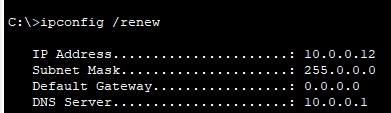 C:\>ipconfig /renew
IP Address......................: 10.0.0.12
Subnet Mask.....................: 255.0.0.0
Default Gateway.................: 0.0.0.0
DNS Server......................: 10.0.0.1